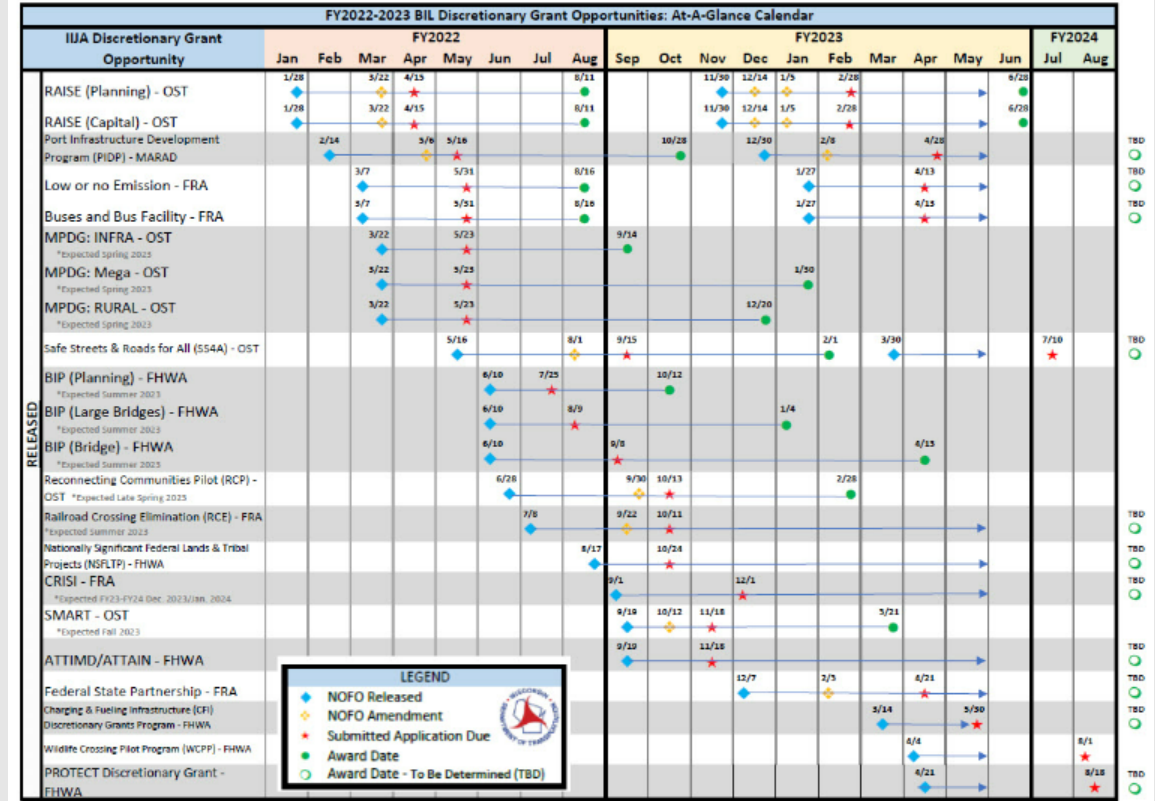 FY2022-2023 BIL Discretionary Grant Opportunities: At-A-Glance Calendar
IIJA Discretionary Grant Opportunity FY2022 FY2023 FY2024
Jan Feb Mar Apr May Jun Jul Aug Sep Oct Nov Dec Jan Feb Mar Apr May Jun Jul Aug
RELEASED
1/28 3/22 4/15 8/11 11/30 12/14 1/5 2/28 6/28
RAISE (Planning) - OST
1/28 3/22 4/15 8/11 11/30 12/14 1/5 2/28 6/28
RAISE (Capital) - OST
Port Infrastructure Development
2/14 5/6 5/16 10/28 12/30 2/8 4/28 TBD
Program (PIDP) - MARAD
3/7 5/31 8/16 1/27 4/13 TBD
Low or no Emission - FRA
3/7 5/31 8/16 1/27 4/13 TBD
Buses and Bus Facility - FRA
3/22 5/23 9/14
MPDG: INFRA - OST
*Expected Spring 2023
3/22 5/23 1/30
MPDG: Mega - OST
*Expected Spring 2023
3/22 5/23 12/20
MPDG: RURAL - OST
*Expected Spring 2023
5/16 8/1 9/15 2/1 3/30 7/10 TBD
Safe Streets & Roads for All (SS4A) - OST
6/10 7/25 10/12
BIP (Planning) - FHWA
*Expected Summer 2023
6/10 8/9 1/4
BIP (Large Bridges) - FHWA
*Expected Summer 2023
6/10 9/8 4/13
BIP (Bridge) - FHWA
*Expected Summer 2023
Reconnecting Communities Pilot (RCP) -
6/28 9/30 10/13 2/28
OST *Expected Late Spring 2023
7/8 9/22 10/11 TBD
Railroad Crossing Elimination (RCE) - FRA
*Expected Summer 2023
Nationally Significant Federal Lands & Tribal
8/17 10/24 TBD
Projects (NSFLTP) - FHWA
9/1 12/1 TBD
CRISI - FRA
*Expected FY23-FY24 Dec. 2023/Jan. 2024
9/19 10/12 11/18 3/21
SMART - OST
*Expected Fall 2023
9/19 11/18 TBD
ATTIMD/ATTAIN - FHWA
12/7 2/3 4/21 TBD
Federal State Partnership - FRA
Charging & Fueling Infrastructure (CFI)
3/14 5/30 TBD
Discretionary Grants Program - FHWA
4/4 8/1
Wildlife Crossing Pilot Program (WCPP) - FHWA
PROTECT Discretionary Grant -
4/21 8/18 TBD
FHWA
LEGEND
NOFO Released
NOFO Amendment
Submitted Application Due
Award Date
Award Date - To Be Determined (TBD)